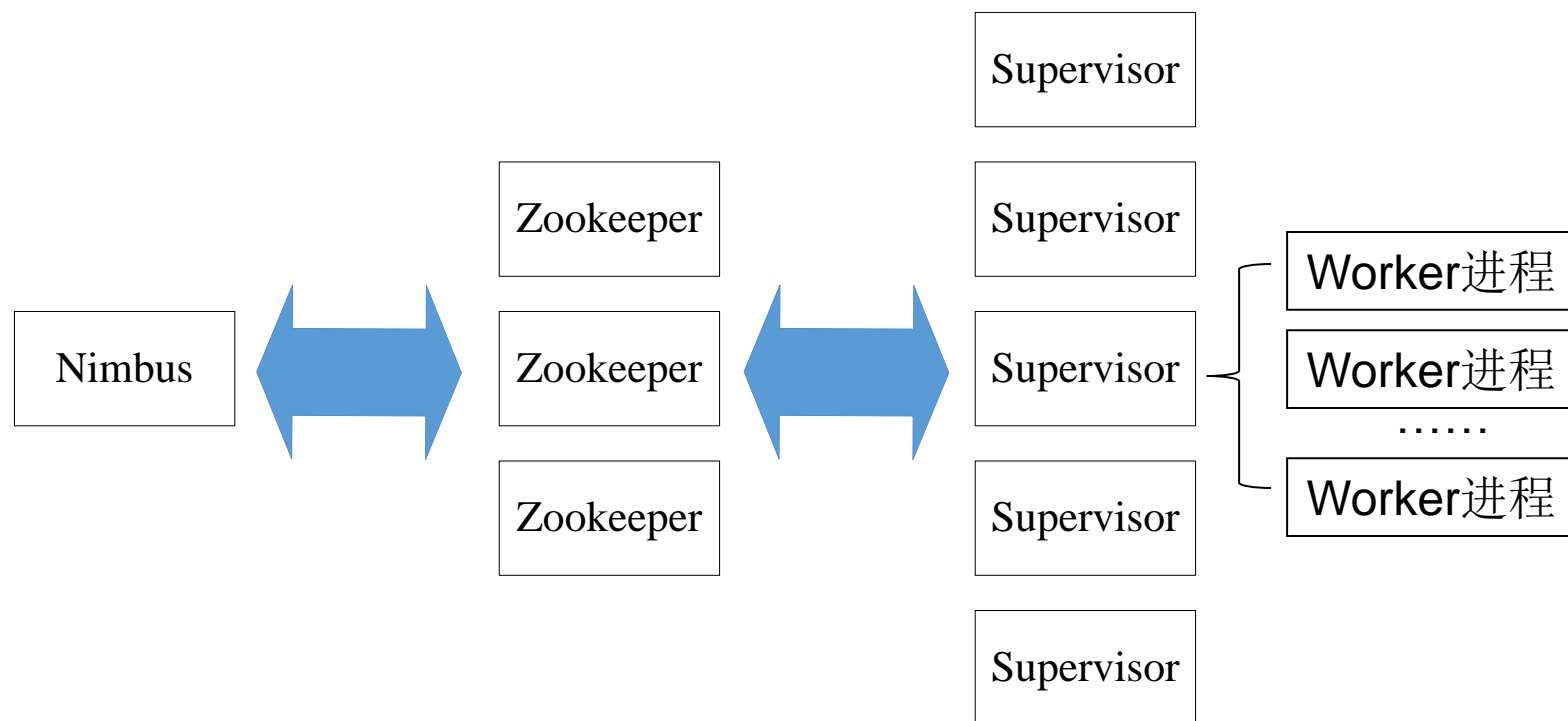 Nimbus
Zookeeper
Zookeeper
Zookeeper
Supervisor
Supervisor
Supervisor
Supervisor
Supervisor
Worker进程
Worker进程
……
Worker进程